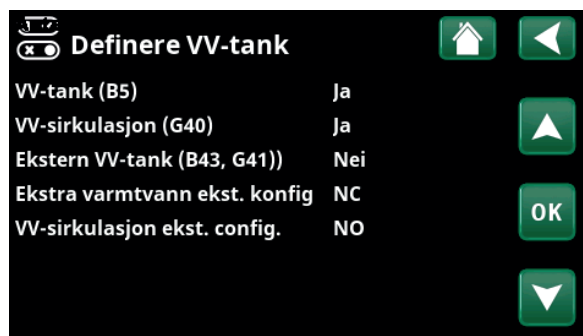 Definere VV-tank
VV-tank (B5) Ja
VV-sirkulasjon (G40) Ja
Ekstern VV-tank (B43, G41)) Nei
Ekstra varmtvann ekst. konfig NC
VV-sirkulasjon ekst. config. NO
OK